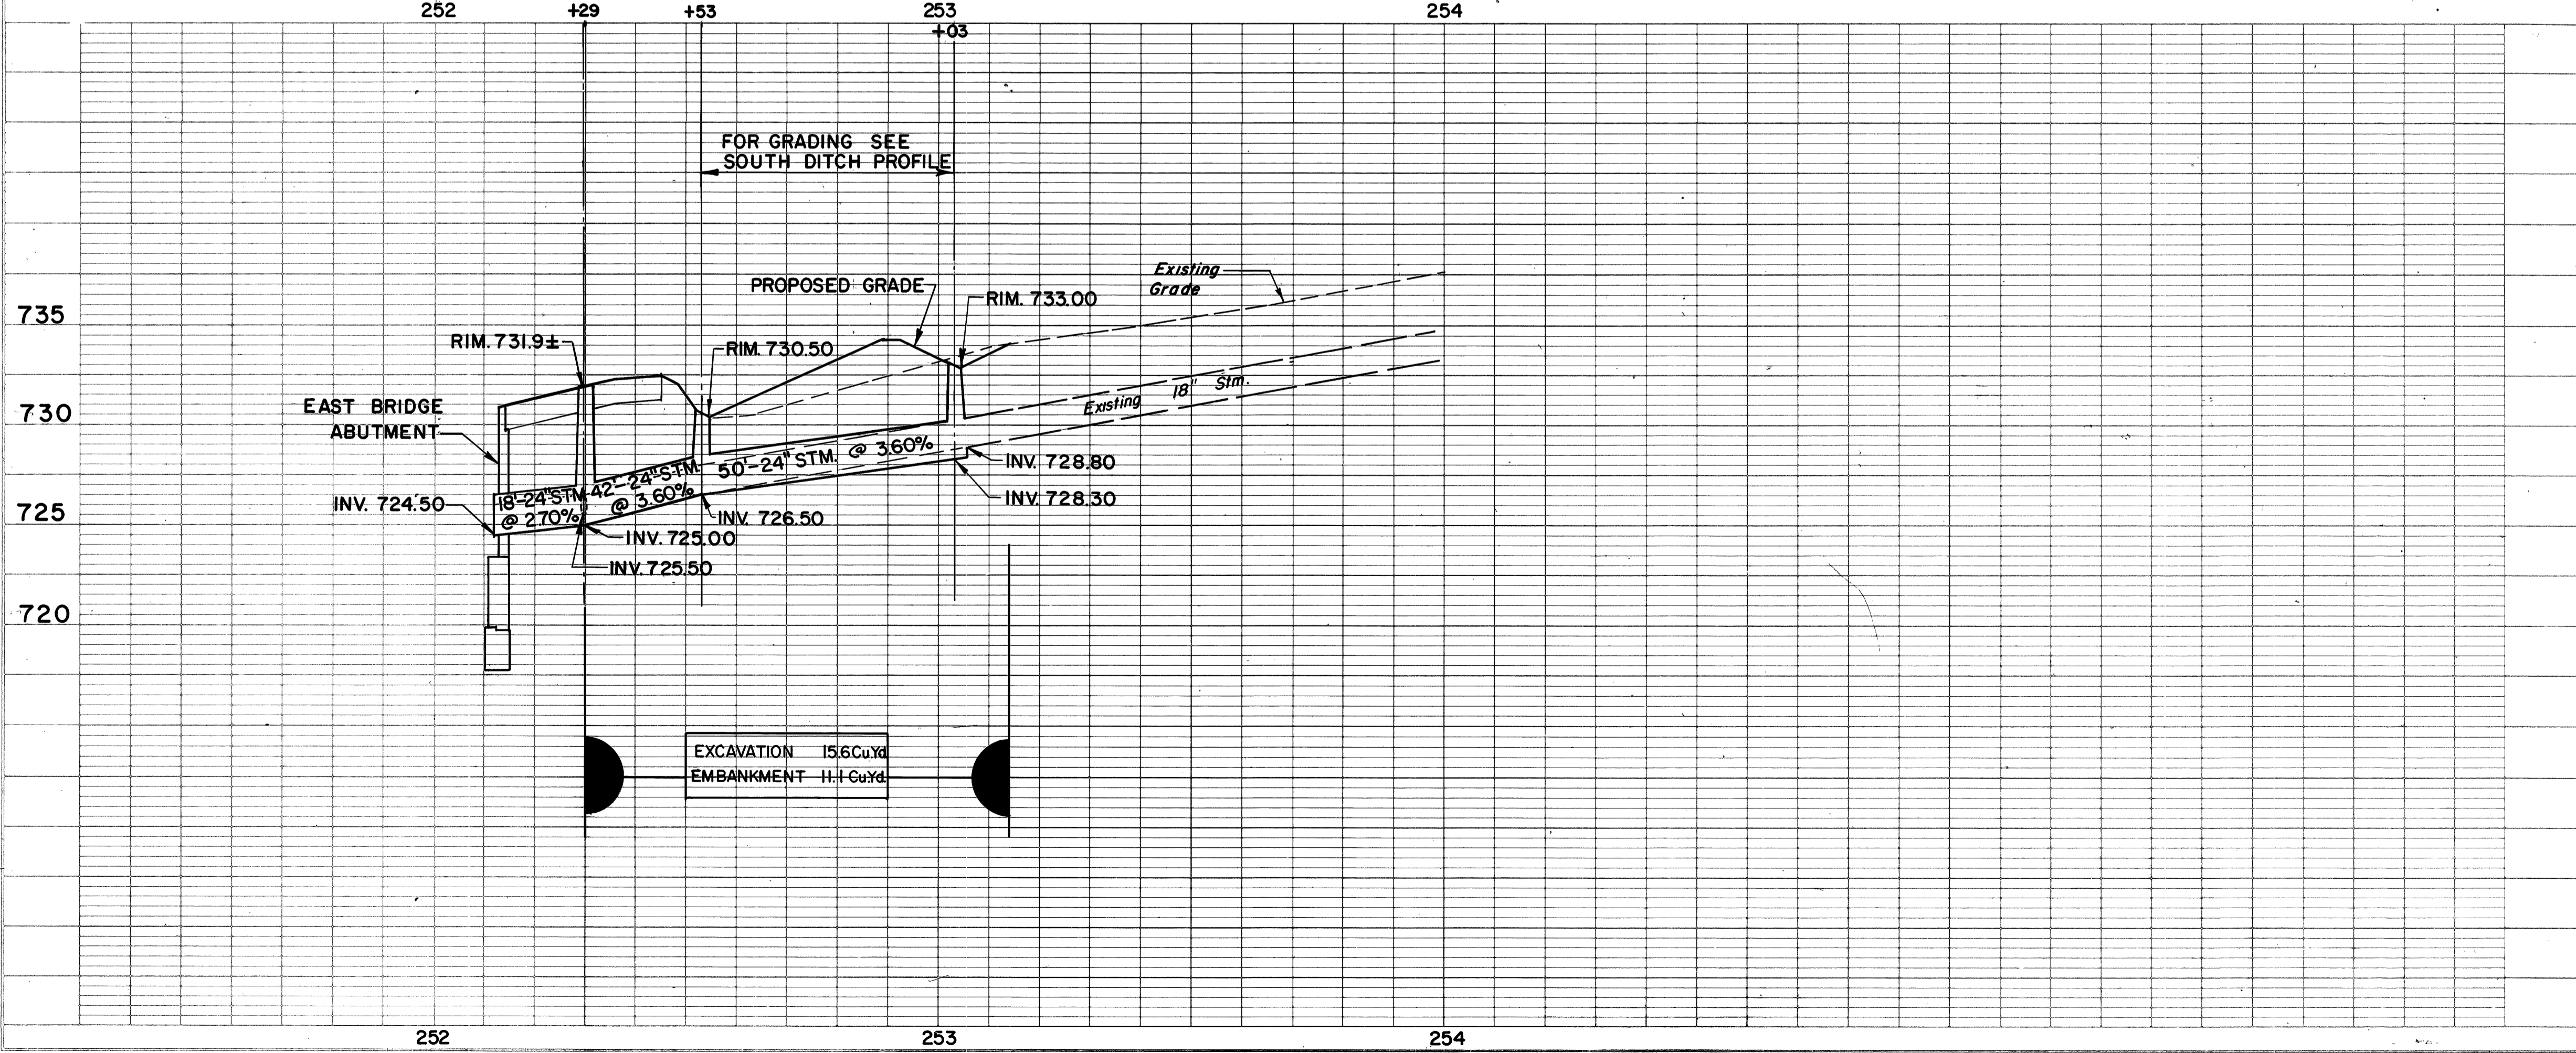 252 +29 +53 253 254
+03
FOR GRADING SEE
SOUTH DITCH PROFILE
Existing
Grade
PROPOSED GRADE
RIM. 733.00
735
RIM. 731.9±
RIM. 730.50
EAST BRIDGE
ABUTMENT
730
Existing 18" Stm.
18'-24"STM.
@ 2.70%
42'-24"STM.
@ 3.60%
50'-24"STM. @ 3.60%
INV. 728.80
INV. 728.30
INV. 724.50
725
INV. 726.50
INV. 725.00
INV. 725.50
720
EXCAVATION 15.6 Cu.Yd.
EMBANKMENT 11.1 Cu.Yd.
252 253 254